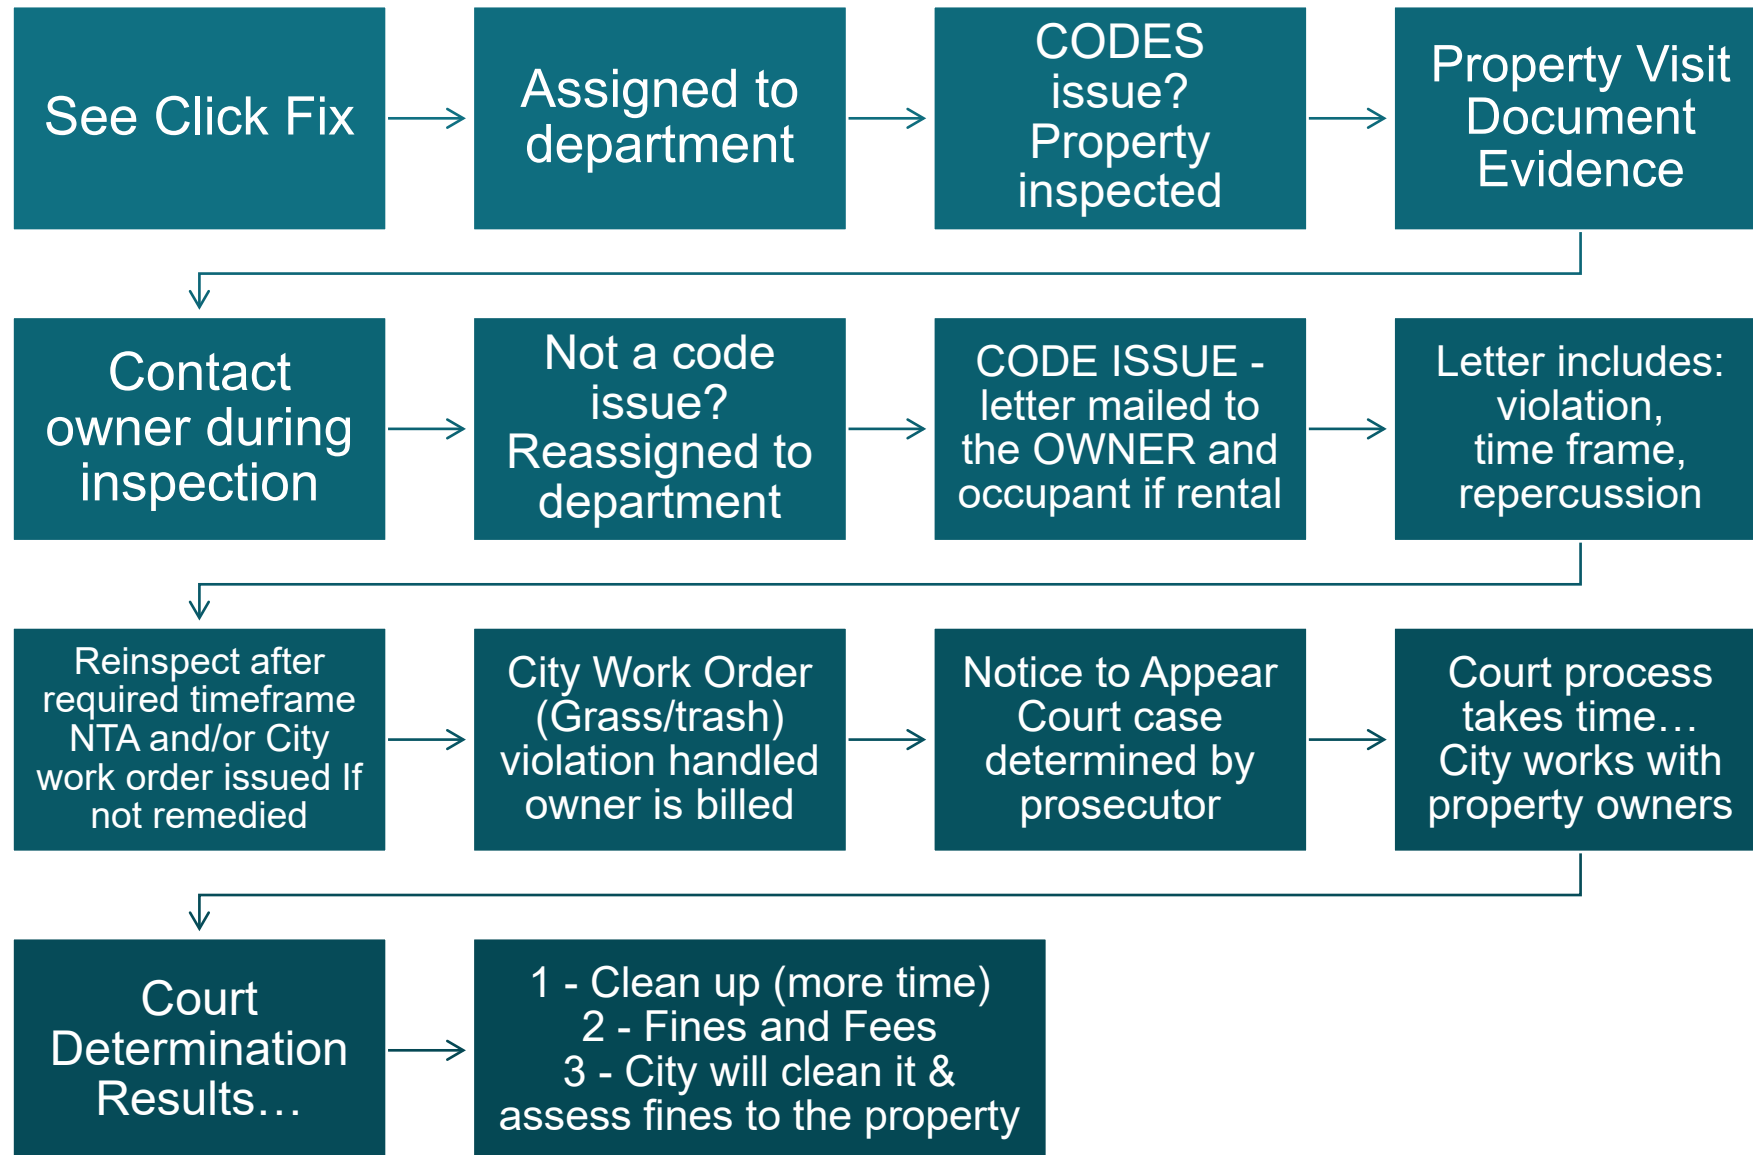 See Click Fix
Assigned to
department
CODES
issue?
Property
inspected
Property Visit
Document
Evidence
Contact
owner during
inspection
Not a code
issue?
Reassigned to
department
CODE ISSUE -
letter mailed to
the OWNER and
occupant if rental
Letter includes:
violation,
time frame,
repercussion
Reinspect after
required timeframe
NTA and/or City
work order issued If
not remedied
City Work Order
(Grass/trash)
violation handled
owner is billed
Notice to Appear
Court case
determined by
prosecutor
Court process
takes time…
City works with
property owners
Court
Determination
Results…
1 - Clean up (more time)
2 - Fines and Fees
3 - City will clean it &
assess fines to the property